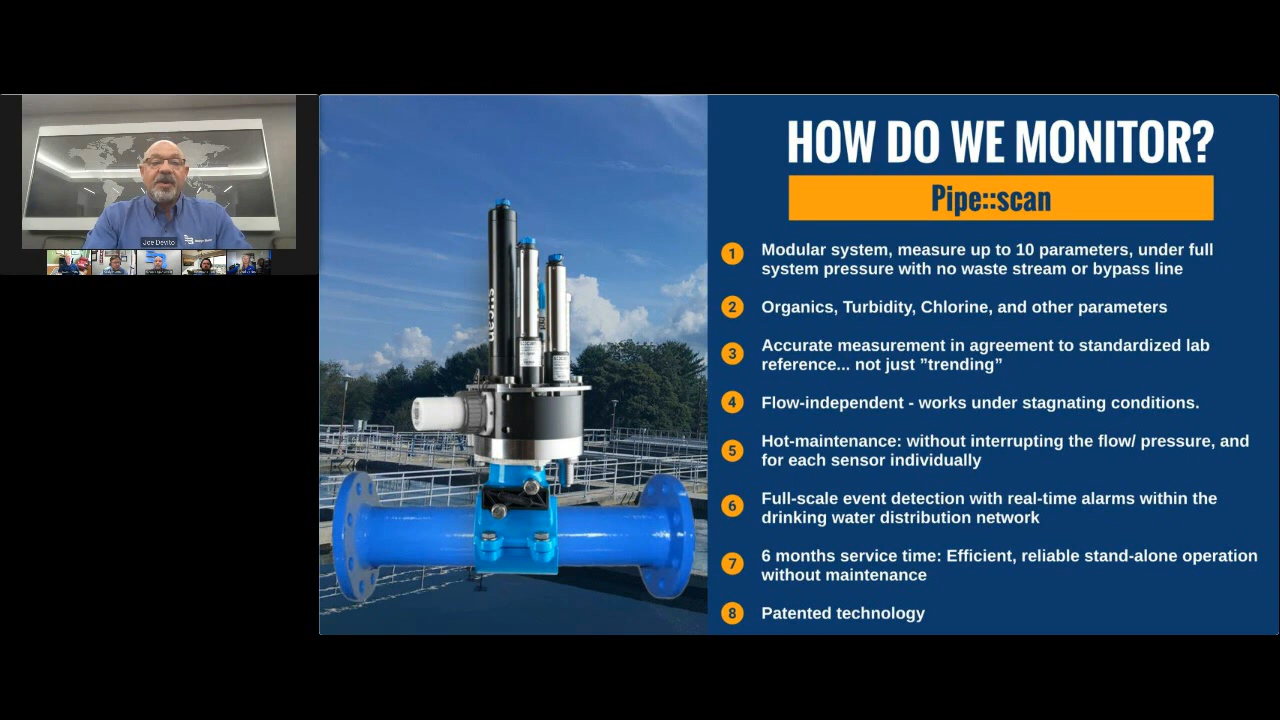 Joe Devito
s::can
HOW DO WE MONITOR?
Pipe::scan
1 Modular system, measure up to 10 parameters, under full
system pressure with no waste stream or bypass line
2 Organics, Turbidity, Chlorine, and other parameters
3 Accurate measurement in agreement to standardized lab
reference... not just ”trending”
4 Flow-independent - works under stagnating conditions.
5 Hot-maintenance: without interrupting the flow/ pressure, and
for each sensor individually
6 Full-scale event detection with real-time alarms within the
drinking water distribution network
7 6 months service time: Efficient, reliable stand-alone operation
without maintenance
8 Patented technology